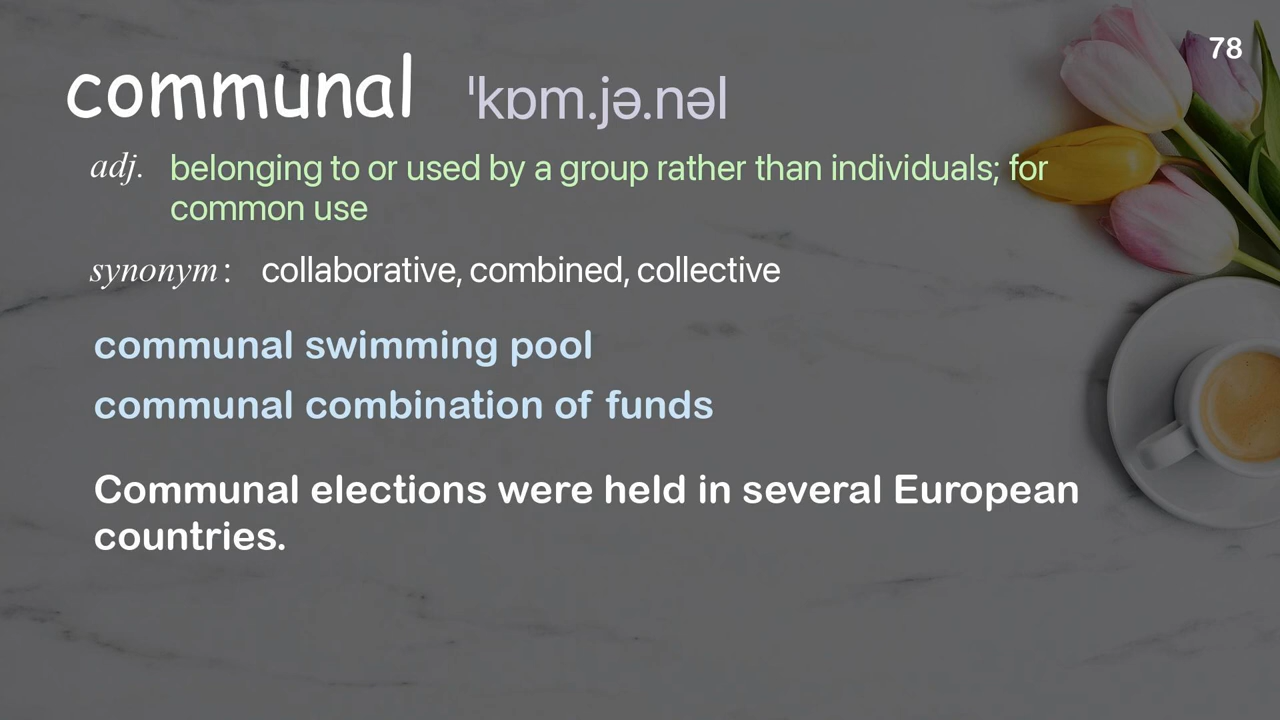 78
communal ˈkɒm.jə.nəl
adj. belonging to or used by a group rather than individuals; for
common use
synonym : collaborative, combined, collective
communal swimming pool
communal combination of funds
Communal elections were held in several European
countries.